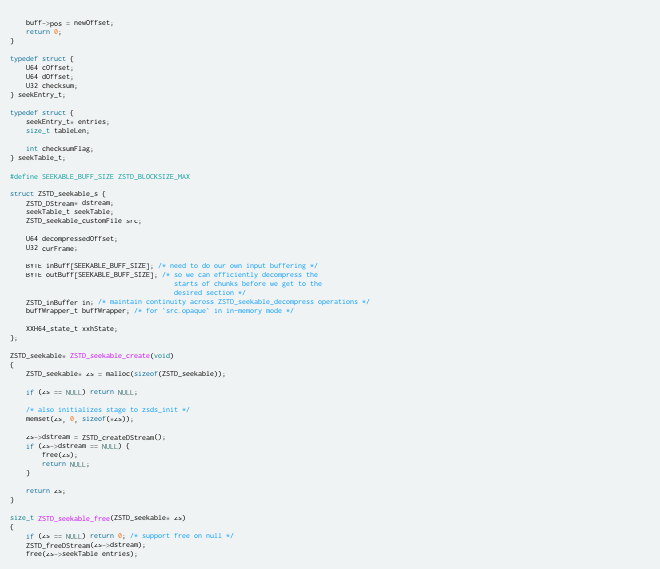 buff->pos = newOffset;
return 0;
}
typedef struct {
U64 cOffset;
U64 dOffset;
U32 checksum;
} seekEntry_t;
typedef struct {
seekEntry_t* entries;
size_t tableLen;
int checksumFlag;
} seekTable_t;
#define SEEKABLE_BUFF_SIZE ZSTD_BLOCKSIZE_MAX
struct ZSTD_seekable_s {
ZSTD_DStream* dstream;
seekTable_t seekTable;
ZSTD_seekable_customFile src;
U64 decompressedOffset;
U32 curFrame;
BYTE inBuff[SEEKABLE_BUFF_SIZE]; /* need to do our own input buffering */
BYTE outBuff[SEEKABLE_BUFF_SIZE]; /* so we can efficiently decompress the
starts of chunks before we get to the
desired section */
ZSTD_inBuffer in; /* maintain continuity across ZSTD_seekable_decompress operations */
buffWrapper_t buffWrapper; /* for `src.opaque` in in-memory mode */
XXH64_state_t xxhState;
};
ZSTD_seekable* ZSTD_seekable_create(void)
{
ZSTD_seekable* zs = malloc(sizeof(ZSTD_seekable));
if (zs == NULL) return NULL;
/* also initializes stage to zsds_init */
memset(zs, 0, sizeof(*zs));
zs->dstream = ZSTD_createDStream();
if (zs->dstream == NULL) {
free(zs);
return NULL;
}
return zs;
}
size_t ZSTD_seekable_free(ZSTD_seekable* zs)
{
if (zs == NULL) return 0; /* support free on null */
ZSTD_freeDStream(zs->dstream);
free(zs->seekTable.entries);